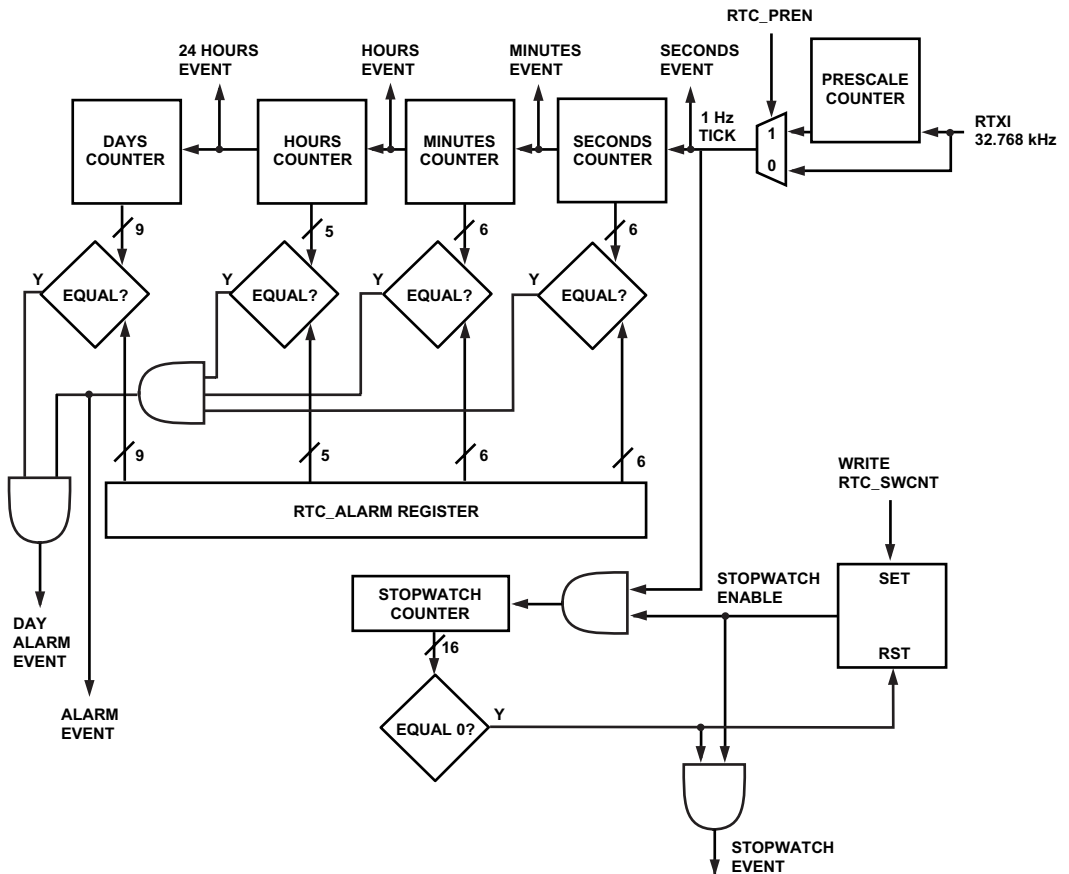 RTC_PREN
24 HOURS
EVENT
HOURS
EVENT
MINUTES
EVENT
SECONDS
EVENT
PRESCALE
COUNTER
1 Hz
TICK
1
0
RTXI
32.768 kHz
DAYS
COUNTER
HOURS
COUNTER
MINUTES
COUNTER
SECONDS
COUNTER
9
5
6
6
Y
EQUAL?
Y
EQUAL?
Y
EQUAL?
Y
EQUAL?
9
5
6
6
RTC_ALARM REGISTER
WRITE
RTC_SWCNT
DAY
ALARM
EVENT
ALARM
EVENT
STOPWATCH
COUNTER
STOPWATCH
ENABLE
SET
RST
16
EQUAL 0?
Y
STOPWATCH
EVENT